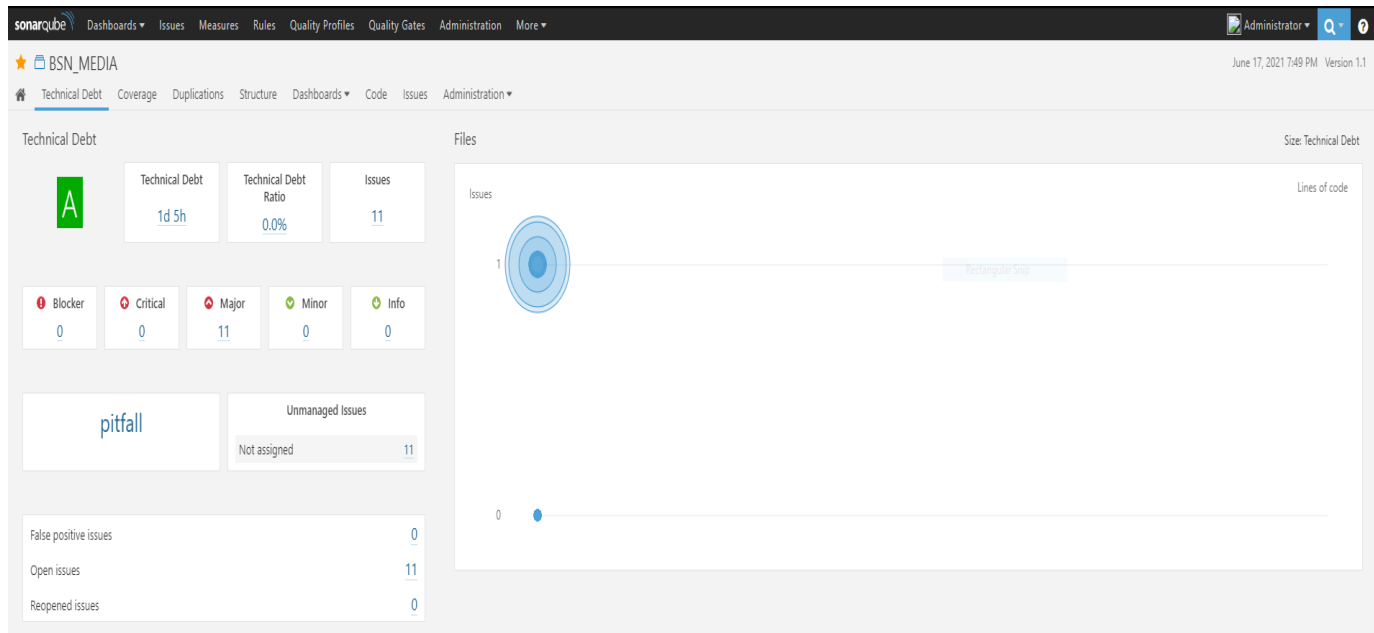 sonarqube Dashboards Issues Measures Rules Quality Profiles Quality Gates Administration More Administrator
BSN_MEDIA
June 17, 2021 7:49 PM Version 1.1
Technical Debt Coverage Duplications Structure Dashboards Code Issues Administration
Technical Debt
A
Technical Debt
1d 5h
Technical Debt
Ratio
0.0%
Issues
11
Blocker
0
Critical
0
Major
11
Minor
0
Info
0
pitfall
Unmanaged Issues
Not assigned 11
False positive issues 0
Open issues 11
Reopened issues 0
Files
Size: Technical Debt
Issues
Lines of code
1
Rectangular Snip
0